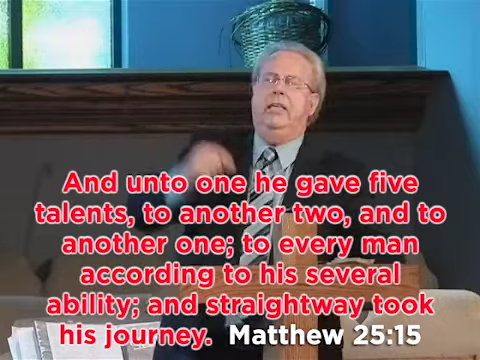 And unto one he gave five
talents, to another two, and to
another one; to every man
according to his several
ability; and straightway took
his journey.  Matthew 25:15